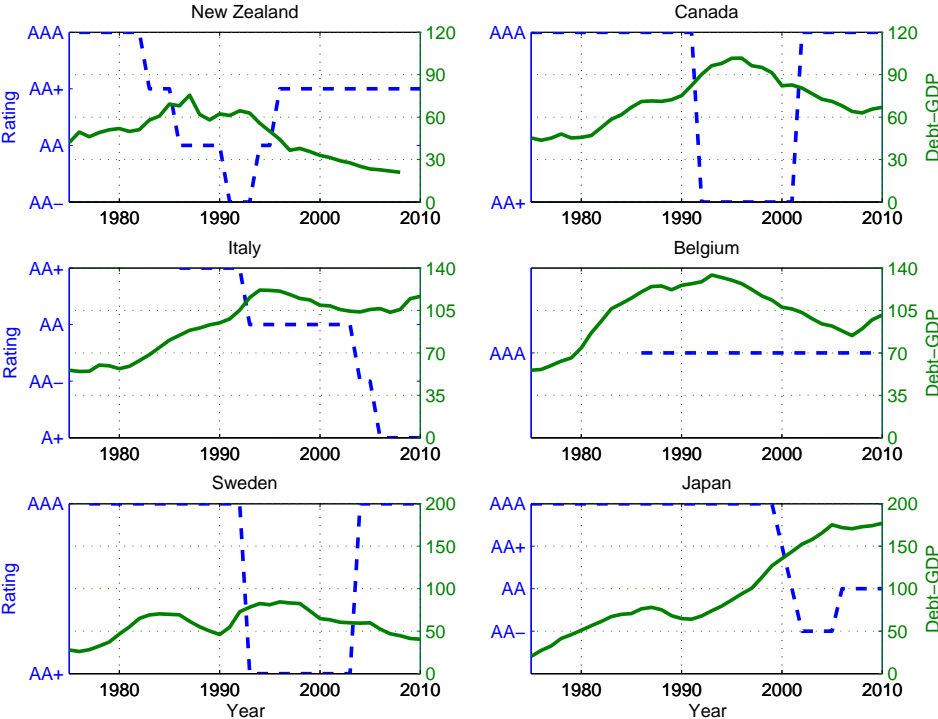 New Zealand
Rating
AAA
AA+
AA
AA−
120
90
60
30
0
1980
1990
2000
2010
Canada
AAA
AA+
120
90
60
30
0
Debt−GDP
1980
1990
2000
2010
Italy
Rating
AA+
AA
AA−
A+
140
105
70
35
0
1980
1990
2000
2010
Belgium
AAA
140
105
70
35
0
Debt−GDP
1980
1990
2000
2010
Sweden
Rating
AAA
AA+
200
150
100
50
0
1980
1990
2000
2010
Year
Japan
AAA
AA+
AA
AA−
200
150
100
50
0
Debt−GDP
1980
1990
2000
2010
Year